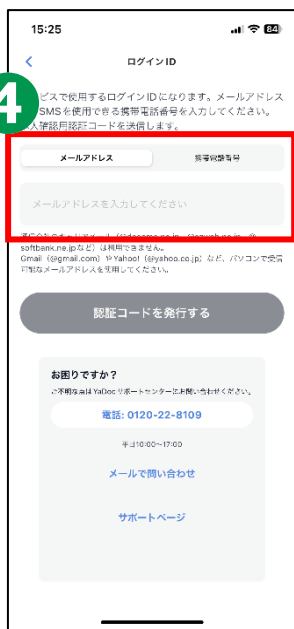 15:25
84
ログインID
4
ービスで使用するログインIDになります。メールアドレス
SMSを使用できる携帯電話番号を入力してください。
人確認用認証コードを送信します。
メールアドレス
携帯電話番号
メールアドレスを入力してください
softbank.ne.jpなど）は利用できません。
Gmail（@gmail.com）やYahoo!（@yahoo.co.jp）など、パソコンで受信
可能なメールアドレスを使用してください。
認証コードを発行する
お困りですか？
ご不明な点は YaDoc サポートセンターにお問い合わせください。
電話: 0120-22-8109
平日10:00〜17:00
メールで問い合わせ
サポートページ